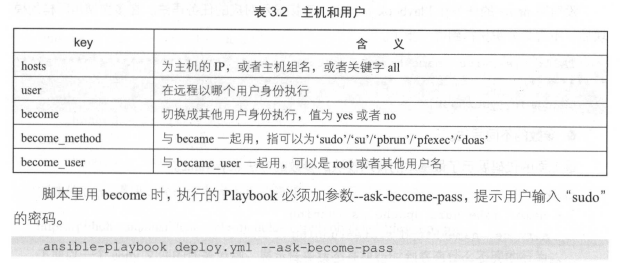 表 3.2 主机和用户
key 含 义
hosts 为主机的 IP，或者主机组名，或者关键字 all
user 在远程以哪个用户身份执行
become 切换成其他用户身份执行，值为 yes 或者 no
become_method 与 became 一起用，指可以为‘sudo’/‘su’/‘pbrun’/‘pfexec’/‘doas’
become_user 与 became_user 一起用，可以是 root 或者其他用户名
脚本里用 become 时，执行的 Playbook 必须加参数--ask-become-pass，提示用户输入“sudo”
的密码。
ansible-playbook deploy.yml --ask-become-pass